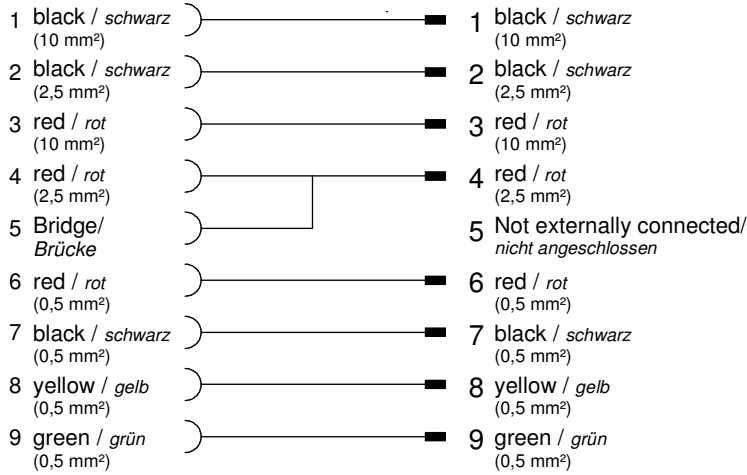 1 black / schwarz
(10 mm²)
2 black / schwarz
(2,5 mm²)
3 red / rot
(10 mm²)
4 red / rot
(2,5 mm²)
5 Bridge/
Brücke
6 red / rot
(0,5 mm²)
7 black / schwarz
(0,5 mm²)
8 yellow / gelb
(0,5 mm²)
9 green / grün
(0,5 mm²)
1 black / schwarz
(10 mm²)
2 black / schwarz
(2,5 mm²)
3 red / rot
(10 mm²)
4 red / rot
(2,5 mm²)
5 Not externally connected/
nicht angeschlossen
6 red / rot
(0,5 mm²)
7 black / schwarz
(0,5 mm²)
8 yellow / gelb
(0,5 mm²)
9 green / grün
(0,5 mm²)